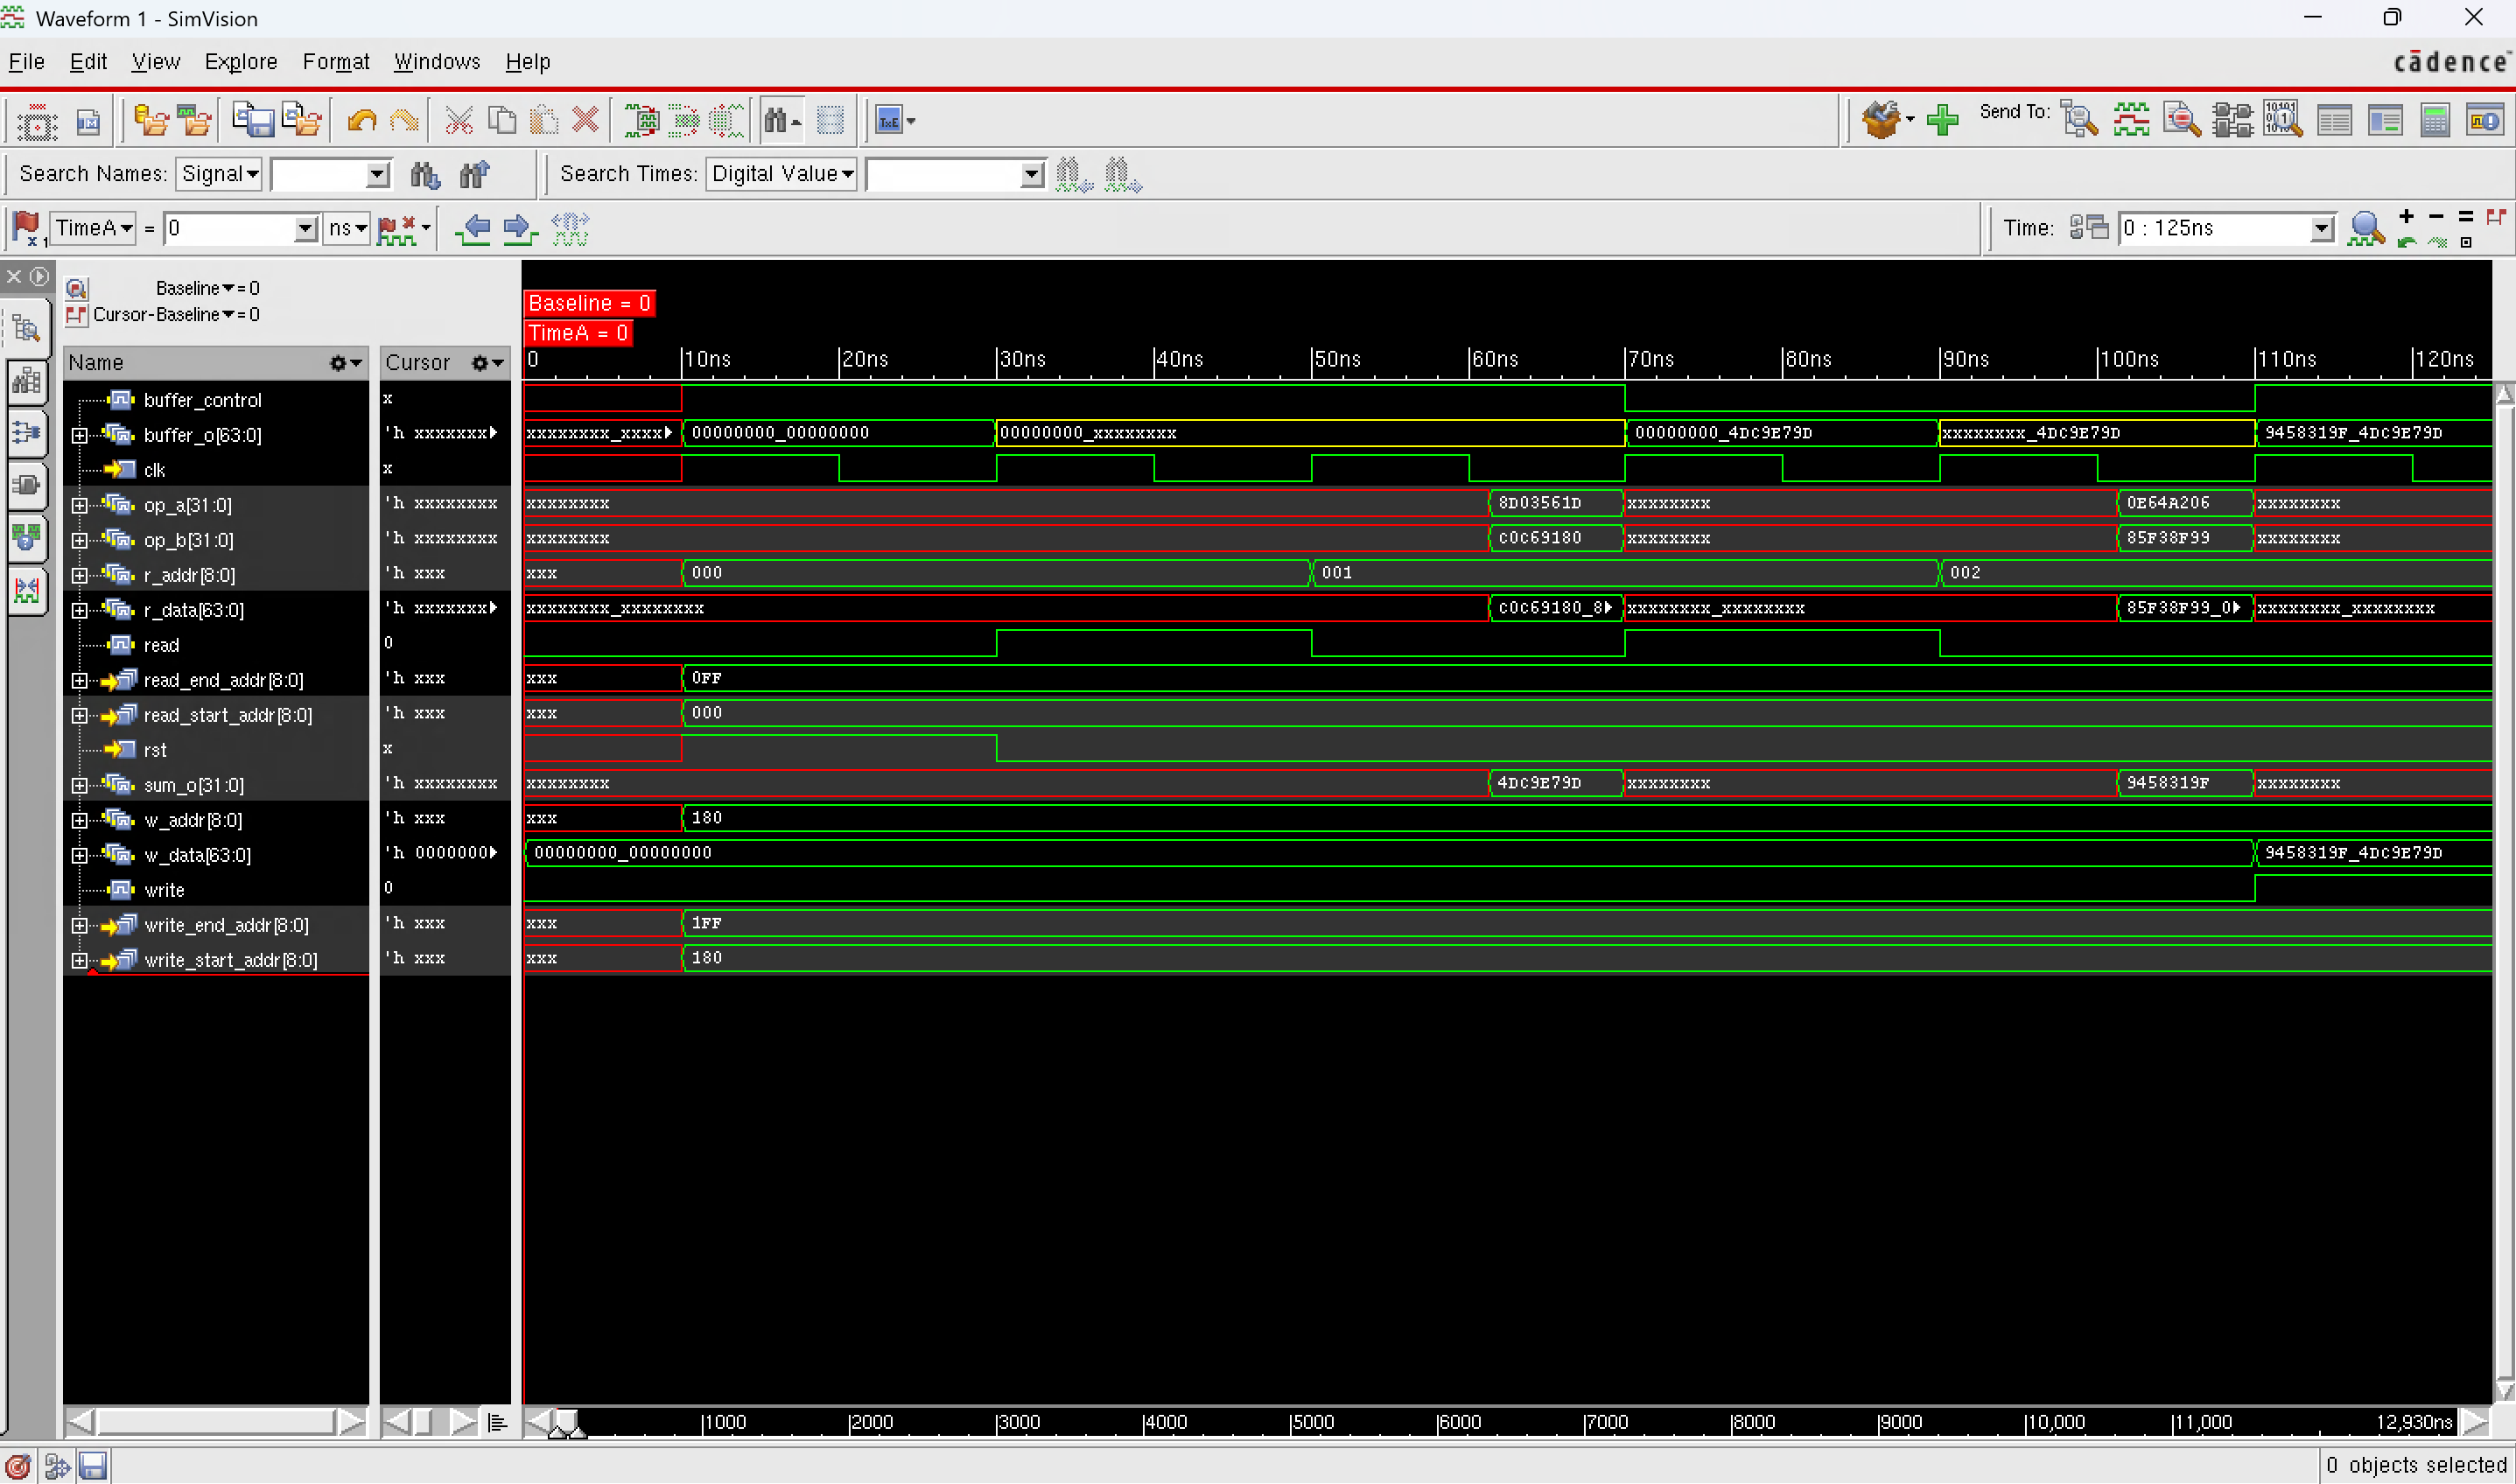 Waveform 1 - SimVision
File Edit View Explore Format Windows Help
cādence
TxE
Send To:
Search Names: Signal
Search Times: Digital Value
x 1 TimeA = 0 ns
Time: 0 : 125ns
Baseline = 0
Cursor-Baseline = 0
Baseline = 0
TimeA = 0
Name Cursor 0 10ns 20ns 30ns 40ns 50ns 60ns 70ns 80ns 90ns 100ns 110ns 120ns
buffer_control x
buffer_o[63:0] 'h xxxxxxx xxxxxxxx_xxxx 00000000_00000000 00000000_xxxxxxxx 00000000_4DC9E79D xxxxxxxx_4DC9E79D 9458319F_4DC9E79D
clk x
op_a[31:0] 'h xxxxxxxx xxxxxxxx 8D03561D xxxxxxxx 0E64A206 xxxxxxxx
op_b[31:0] 'h xxxxxxxx xxxxxxxx C0C69180 xxxxxxxx 85F38F99 xxxxxxxx
r_addr[8:0] 'h xxx xxx 000 001 002
r_data[63:0] 'h xxxxxxx xxxxxxxx_xxxxxxxx C0C69180_8 xxxxxxxx_xxxxxxxx 85F38F99_0 xxxxxxxx_xxxxxxxx
read 0
read_end_addr[8:0] 'h xxx xxx 0FF
read_start_addr[8:0] 'h xxx xxx 000
rst x
sum_o[31:0] 'h xxxxxxxx xxxxxxxx 4DC9E79D xxxxxxxx 9458319F xxxxxxxx
w_addr[8:0] 'h xxx xxx 180
w_data[63:0] 'h 0000000 00000000_00000000 9458319F_4DC9E79D
write 0
write_end_addr[8:0] 'h xxx xxx 1FF
write_start_addr[8:0] 'h xxx xxx 180
1000 2000 3000 4000 5000 6000 7000 8000 9000 10,000 11,000 12,930ns
0 objects selected